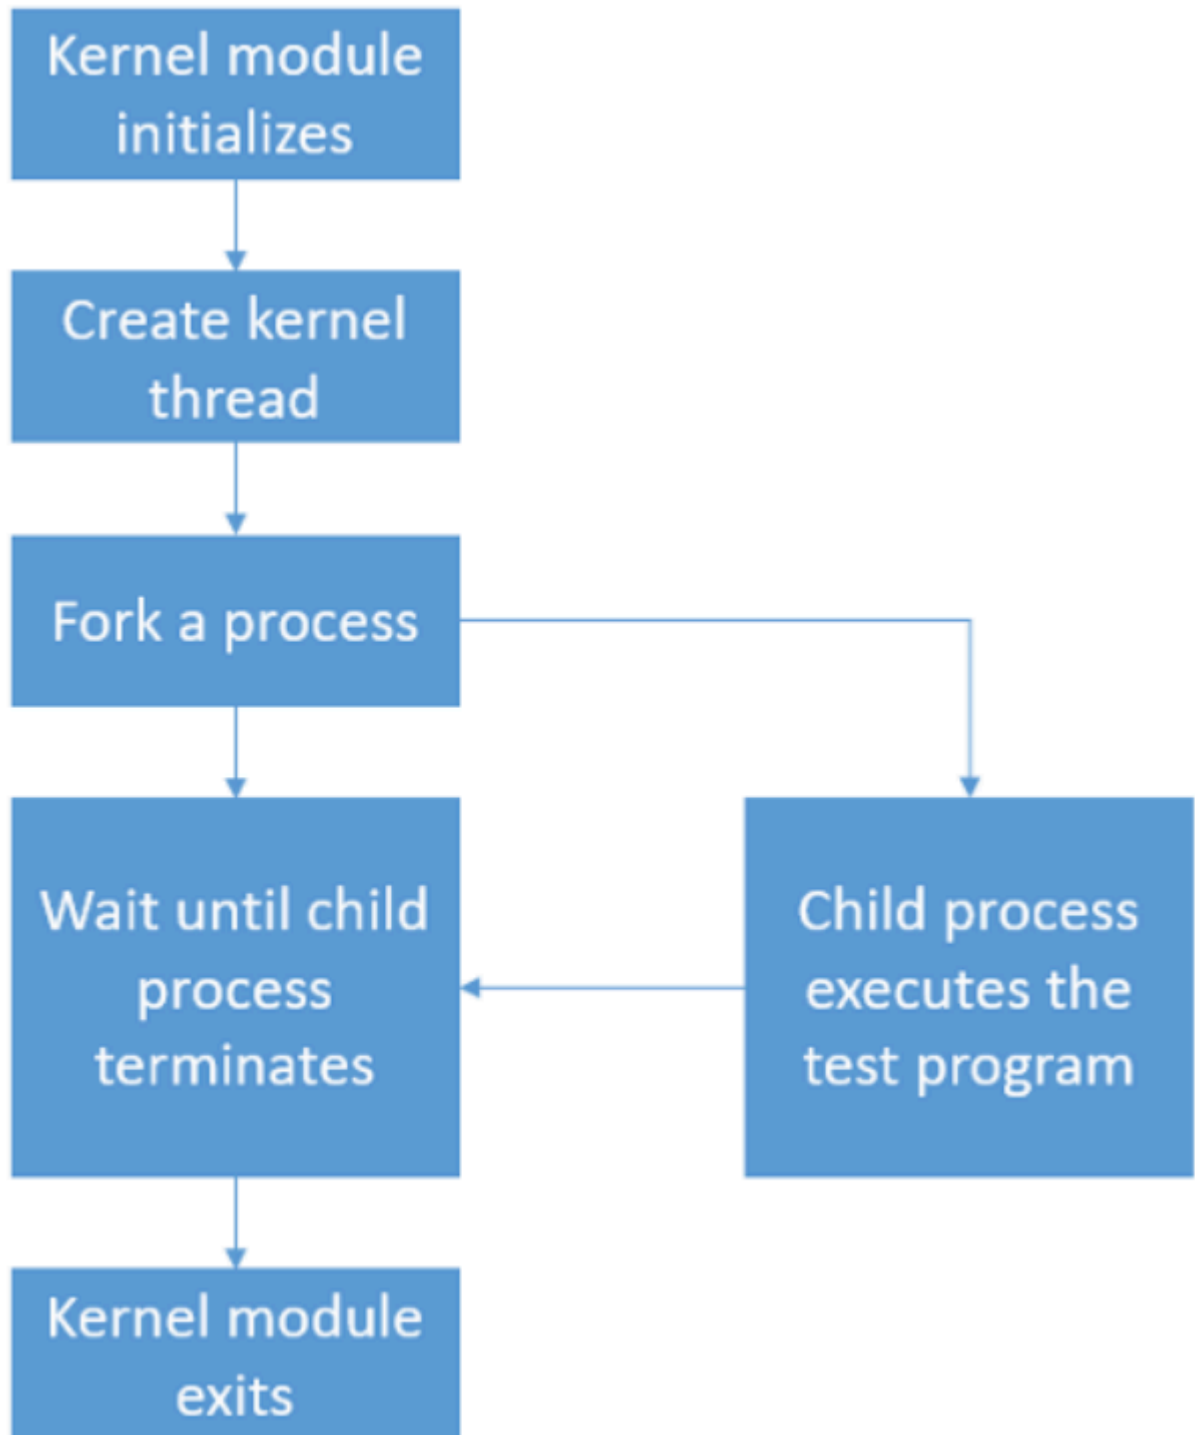 Kernel module
initializes
Create kernel
thread
Fork a process
Wait until child
process
terminates
Child process
executes the
test program
Kernel module
exits